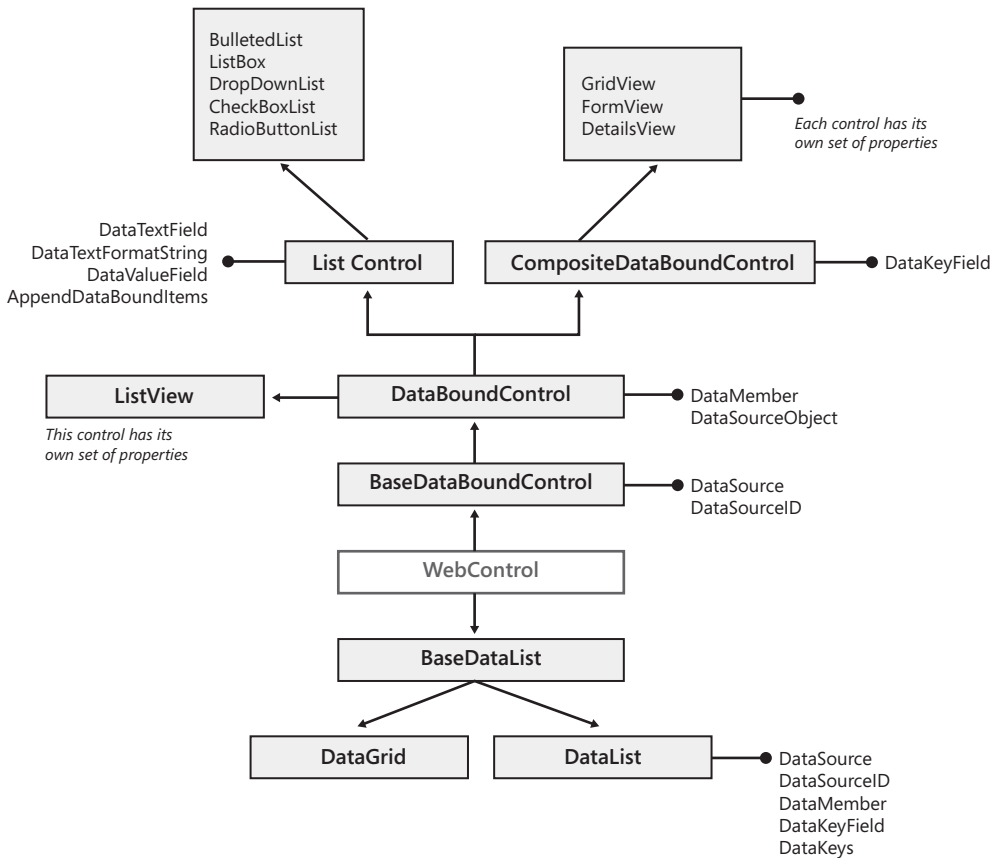 BulletedList
ListBox
DropDownList
CheckBoxList
RadioButtonList
GridView
FormView
DetailsView
Each control has its
own set of properties
DataTextField
DataTextFormatString
DataValueField
AppendDataBoundItems
List Control
CompositeDataBoundControl
DataKeyField
ListView
This control has its
own set of properties
DataBoundControl
DataMember
DataSourceObject
BaseDataBoundControl
DataSource
DataSourceID
WebControl
BaseDataList
DataGrid
DataList
DataSource
DataSourceID
DataMember
DataKeyField
DataKeys